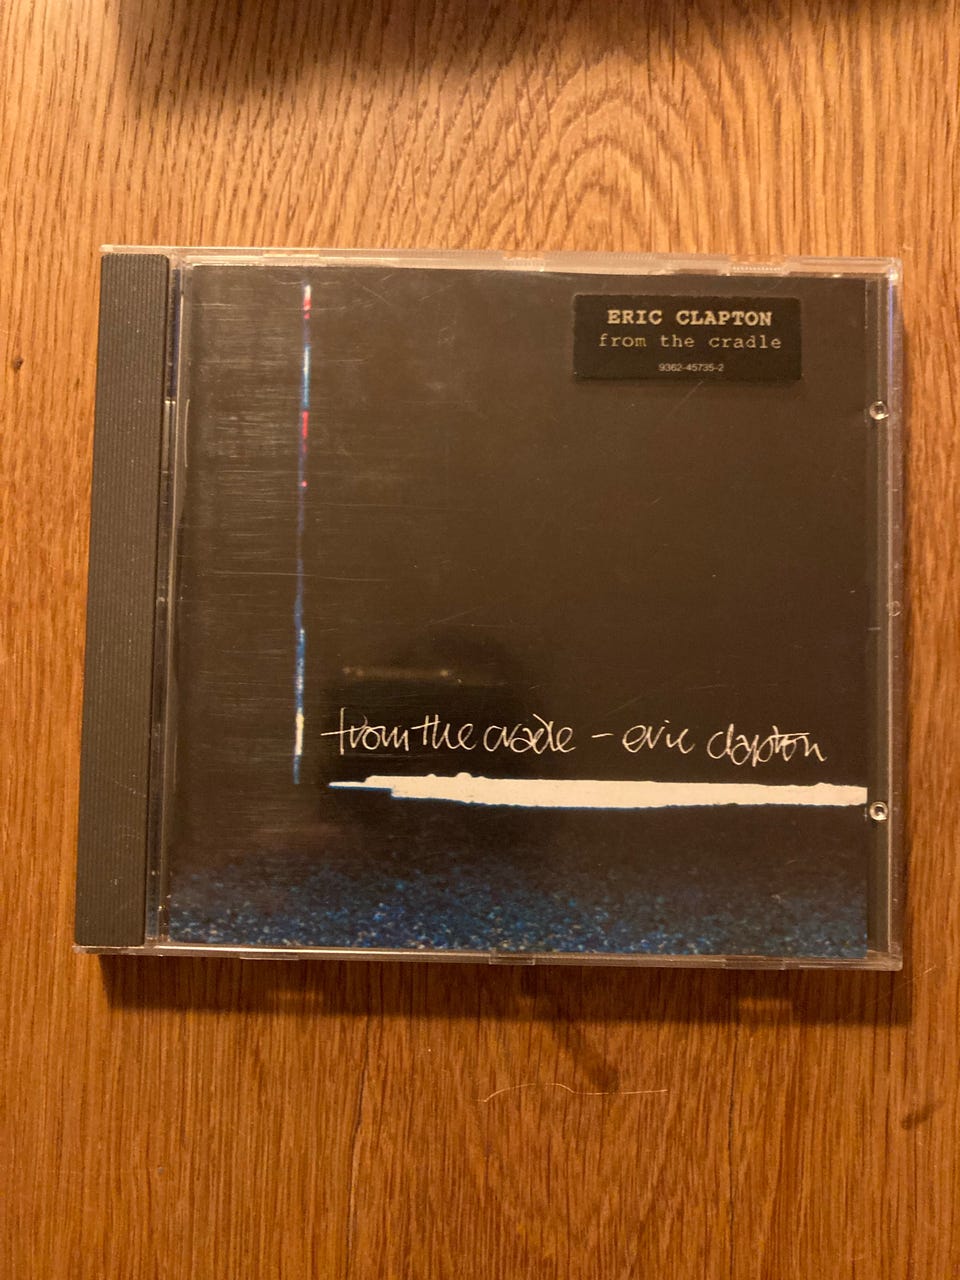 ERIC CLAPTON
from the cradle
9362-45735-2
from the cradle - eric clapton